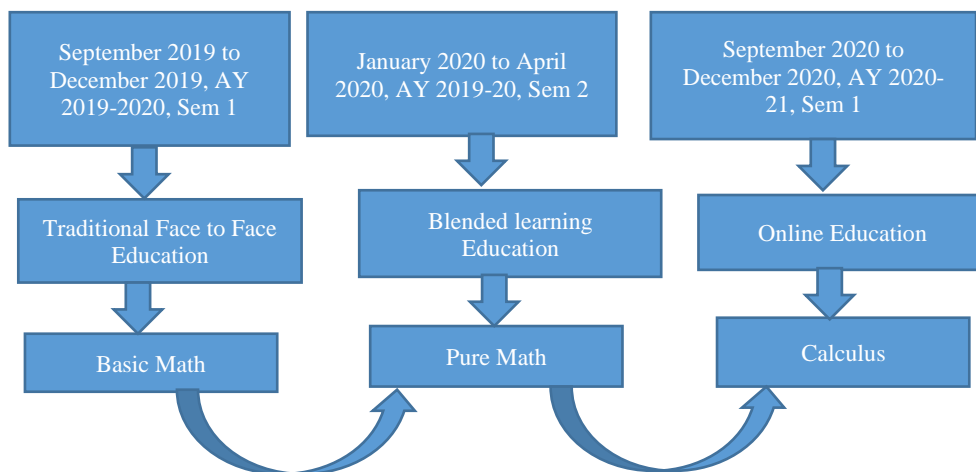 September 2019 to
December 2019, AY
2019-2020, Sem 1
January 2020 to April
2020, AY 2019-20, Sem 2
September 2020 to
December 2020, AY 2020-
21, Sem 1
Traditional Face to Face
Education
Blended learning
Education
Online Education
Basic Math
Pure Math
Calculus